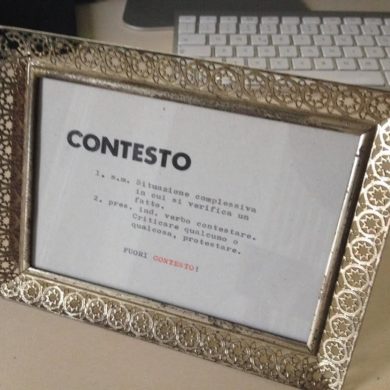 CONTESTO
1. s.m. Situazione complessiva
in cui si verifica un
fatto.
2. pres. ind. verbo contestare.
Criticare qualcuno o
qualcosa, protestare.
FUORI CONTESTO!